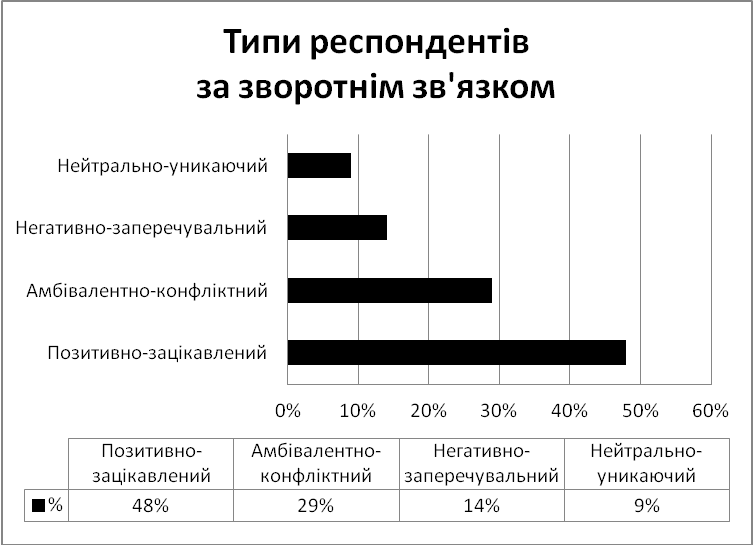 Типи респондентів
за зворотнім зв'язком
Нейтрально-уникаючий
Негативно-заперечувальний
Амбівалентно-конфліктний
Позитивно-зацікавлений
0% 10% 20% 30% 40% 50% 60%
Позитивно- Амбівалентно- Негативно- Нейтрально-
зацікавлений конфліктний заперечувальний уникаючий
% 48% 29% 14% 9%